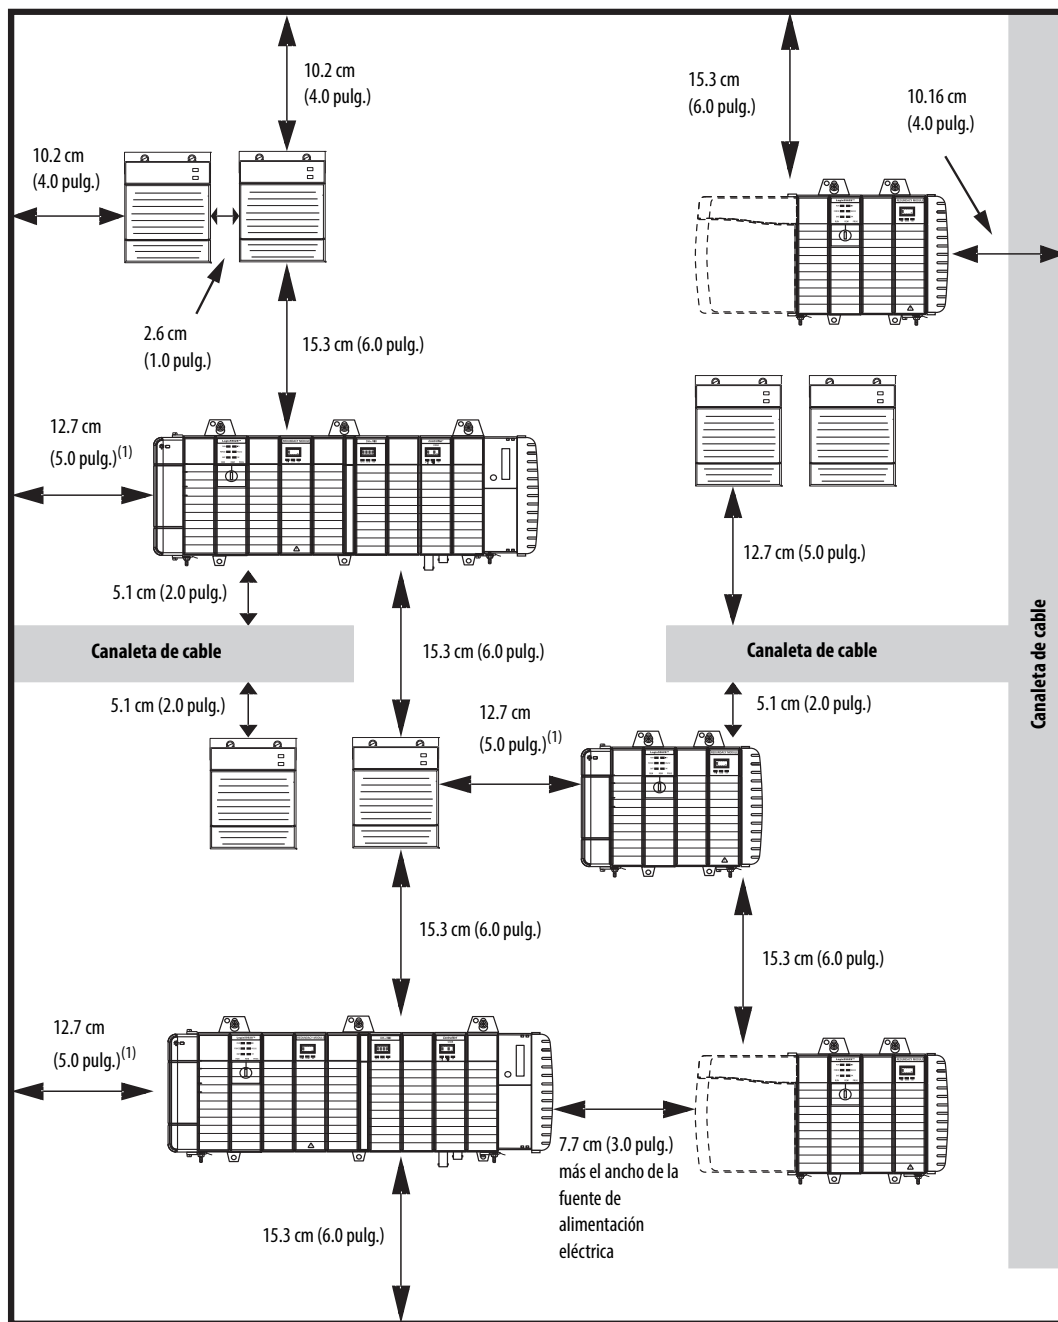 10.2 cm
(4.0 pulg.)
15.3 cm
(6.0 pulg.)
10.16 cm
(4.0 pulg.)
10.2 cm
(4.0 pulg.)
2.6 cm
(1.0 pulg.)
15.3 cm (6.0 pulg.)
12.7 cm
(5.0 pulg.)(1)
12.7 cm (5.0 pulg.)
5.1 cm (2.0 pulg.)
Canaleta de cable
15.3 cm (6.0 pulg.)
Canaleta de cable
Canaleta de cable
5.1 cm (2.0 pulg.)
12.7 cm
(5.0 pulg.)(1)
5.1 cm (2.0 pulg.)
15.3 cm (6.0 pulg.)
15.3 cm (6.0 pulg.)
12.7 cm
(5.0 pulg.)(1)
7.7 cm (3.0 pulg.)
más el ancho de la
fuente de
alimentación
eléctrica
15.3 cm (6.0 pulg.)